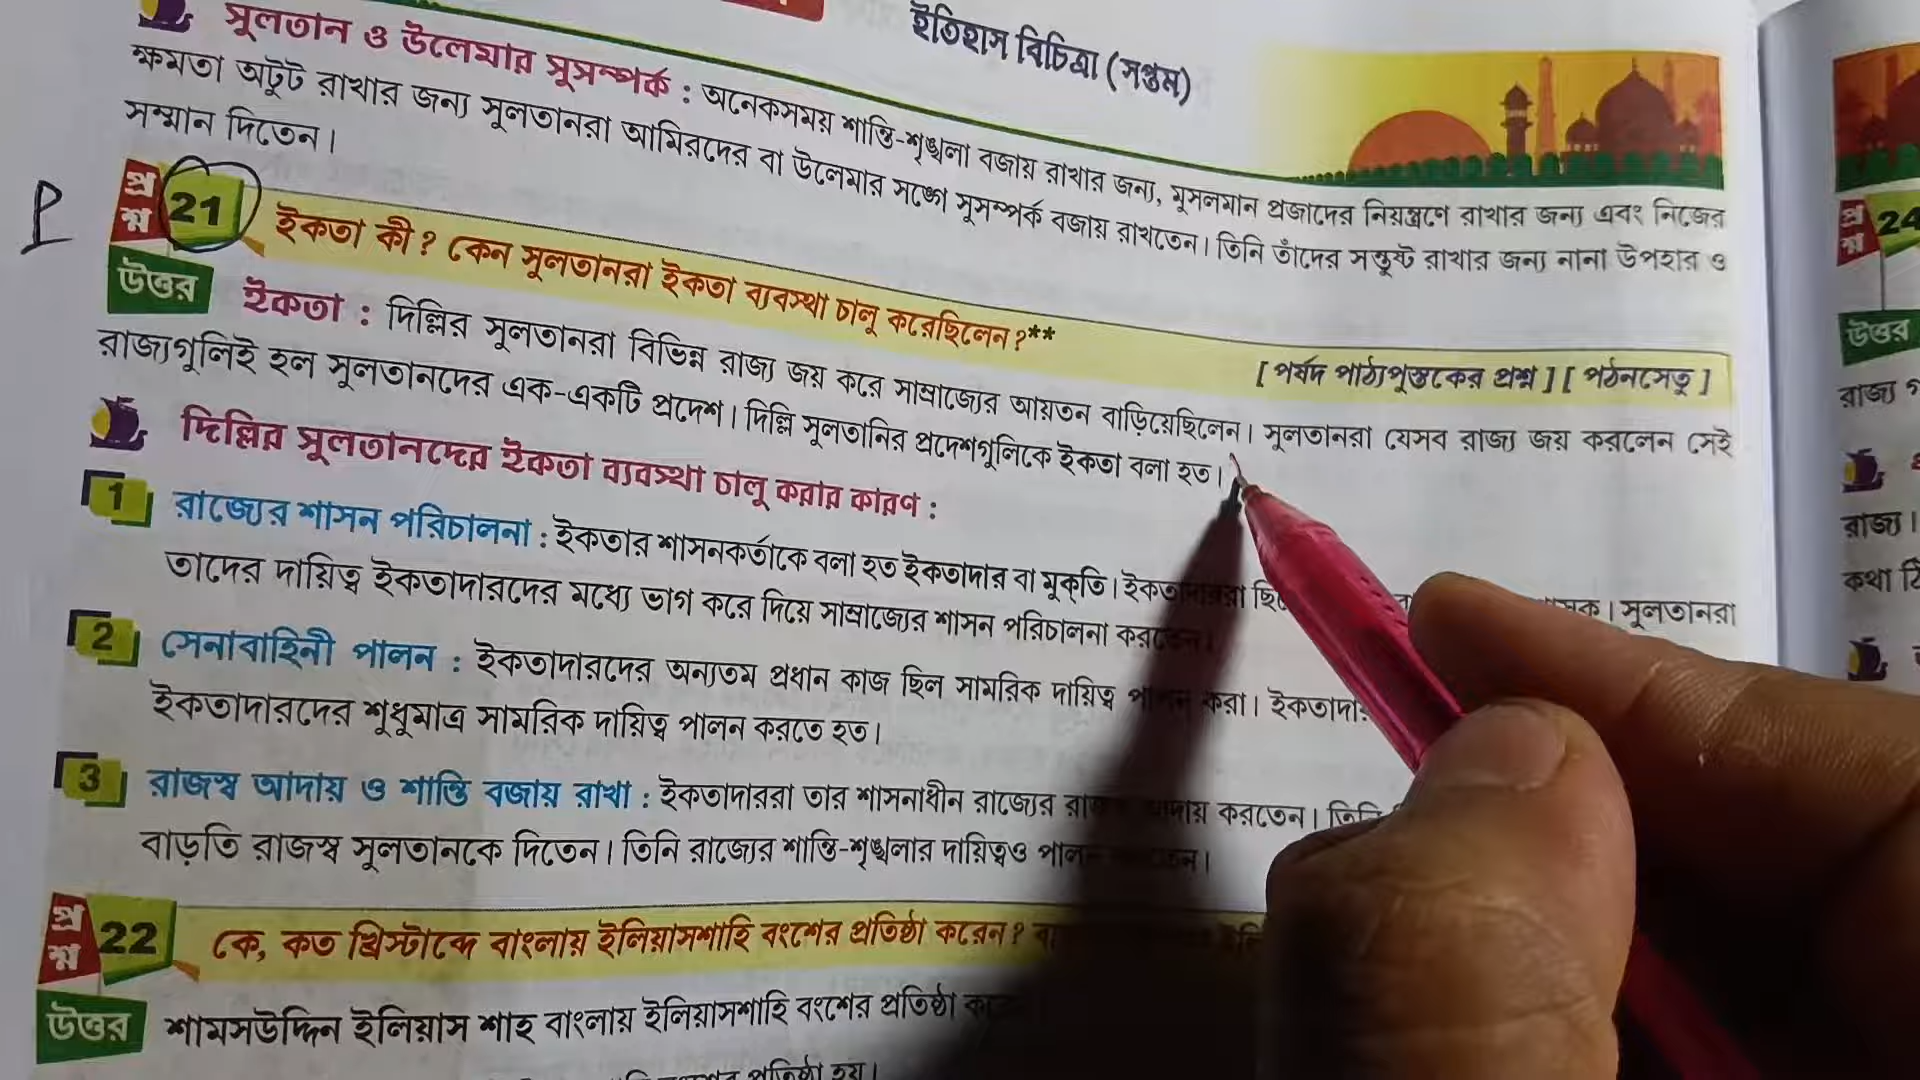 ইতিহাস বিচিত্রা (সপ্তম)
সুলতান ও উলেমার সুসম্পর্ক : অনেকসময় শান্তি-শৃঙ্খলা বজায় রাখার জন্য, মুসলমান প্রজাদের নিয়ন্ত্রণে রাখার জন্য এবং নিজের
ক্ষমতা অটুট রাখার জন্য সুলতানরা আমিরদের বা উলেমার সঙ্গে সুসম্পর্ক বজায় রাখতেন। তিনি তাঁদের সন্তুষ্ট রাখার জন্য নানা উপহার ও
সম্মান দিতেন।
P
প্রশ্ন 21 ইকতা কী? কেন সুলতানরা ইকতা ব্যবস্থা চালু করেছিলেন?**
[ পর্ষদ পাঠ্যপুস্তকের প্রশ্ন ] [ পঠনসেতু ]
উত্তর ইকতা : দিল্লির সুলতানরা বিভিন্ন রাজ্য জয় করে সাম্রাজ্যের আয়তন বাড়িয়েছিলেন। সুলতানরা যেসব রাজ্য জয় করলেন সেই
রাজ্যগুলিই হল সুলতানদের এক-একটি প্রদেশ। দিল্লি সুলতানির প্রদেশগুলিকে ইকতা বলা হত।
দিল্লির সুলতানদের ইকতা ব্যবস্থা চালু করার কারণ :
1 রাজ্যের শাসন পরিচালনা : ইকতার শাসনকর্তাকে বলা হত ইকতাদার বা মুক্‌তি। ইকতাদাররা সুলতানরা
তাদের দায়িত্ব ইকতাদারদের মধ্যে ভাগ করে দিয়ে সাম্রাজ্যের শাসন পরিচালনা করতেন।
2 সেনাবাহিনী পালন : ইকতাদারদের অন্যতম প্রধান কাজ ছিল সামরিক দায়িত্ব পালন করা।
ইকতাদারদের শুধুমাত্র সামরিক দায়িত্ব পালন করতে হত।
3 রাজস্ব আদায় ও শান্তি বজায় রাখা : ইকতাদাররা তার শাসনাধীন রাজ্যের আদায় করতেন। তিনি
বাড়তি রাজস্ব সুলতানকে দিতেন। তিনি রাজ্যের শান্তি-শৃঙ্খলার দায়িত্বও
প্রশ্ন 22 কে, কত খ্রিস্টাব্দে বাংলায় ইলিয়াসশাহি বংশের প্রতিষ্ঠা করেন?
উত্তর শামসউদ্দিন ইলিয়াস শাহ বাংলায় ইলিয়াসশাহি বংশের প্রতিষ্ঠা
প্রতিষ্ঠা হয়।
প্রশ্ন 24
উত্তর
রাজ্য
রাজ্য।
কথা